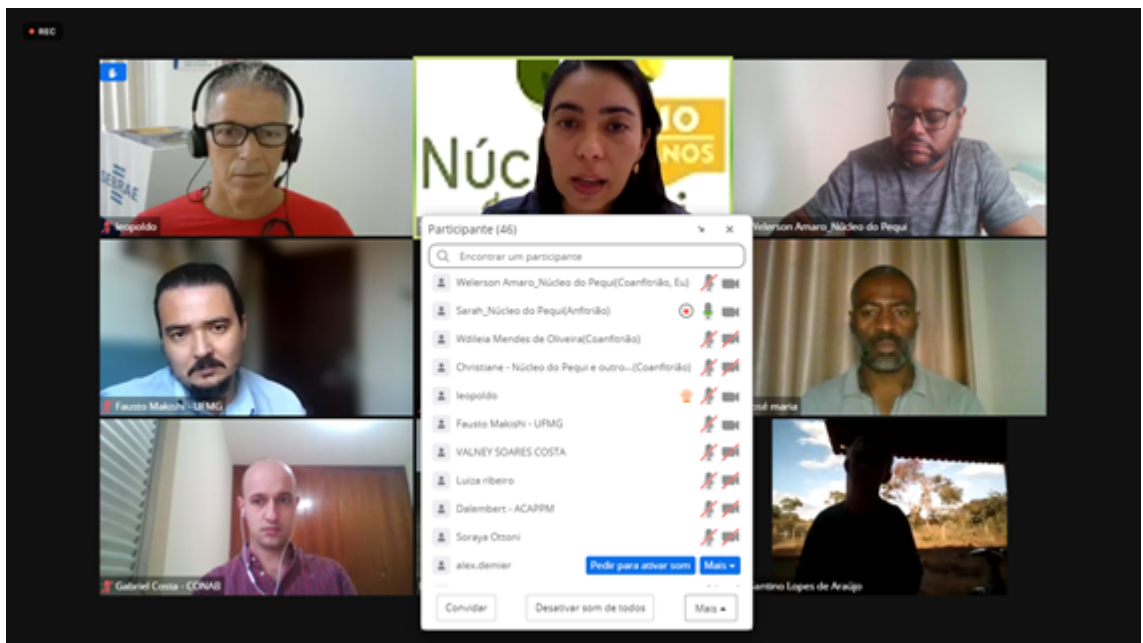 REC
SEBRAE
leopoldo
Núc
10
NOS
Welerson Amaro_Núcleo do Pequi
Fausto Makishi - UFMG
José maria
Gabriel Costa - CONAB
antino Lopes de Araújo
Participante (46)
Encontrar um participante
Welerson Amaro_Núcleo do Pequi(Coanfitrião, Eu)
Sarah_Núcleo do Pequi(Anfitrião)
Wdileia Mendes de Oliveira(Coanfitrião)
Christiane - Núcleo do Pequi e outro...(Coanfitrião)
leopoldo
Fausto Makishi - UFMG
VALNEY SOARES COSTA
Luiza ribeiro
Dalembert - ACAPPM
Soraya Ottoni
alex.demier
Pedir para ativar som
Mais
Convidar
Desativar som de todos
Mais